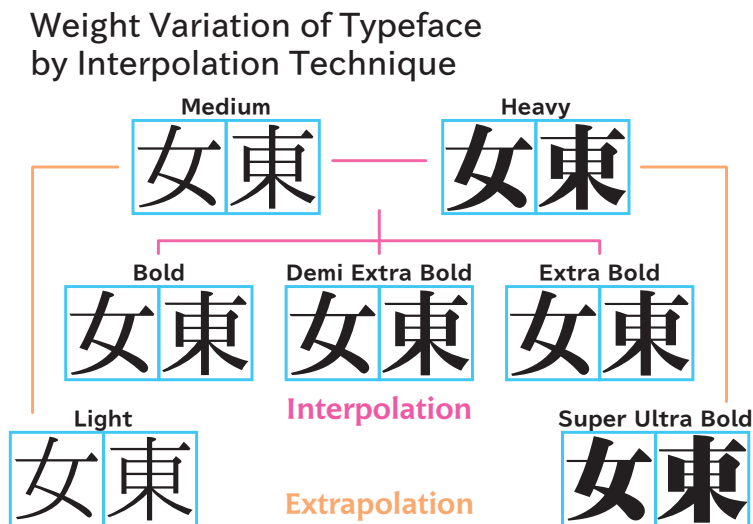 Weight Variation of Typeface
by Interpolation Technique
Medium
女東
Heavy
女東
Bold
女東
Demi Extra Bold
女東
Extra Bold
女東
Interpolation
Light
女東
Super Ultra Bold
女東
Extrapolation